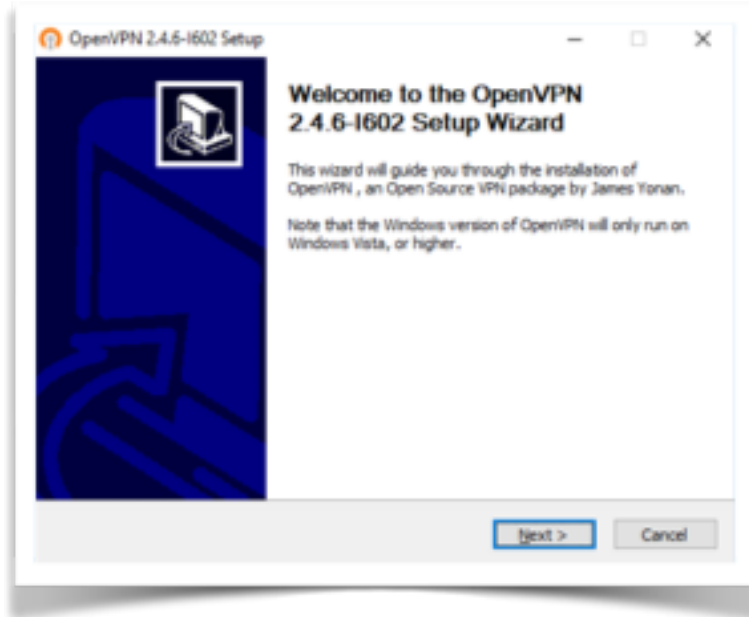 OpenVPN 2.4.6-I602 Setup
Welcome to the OpenVPN
2.4.6-I602 Setup Wizard
This wizard will guide you through the installation of
OpenVPN , an Open Source VPN package by James Yonan.
Note that the Windows version of OpenVPN will only run on
Windows Vista, or higher.
Next >
Cancel